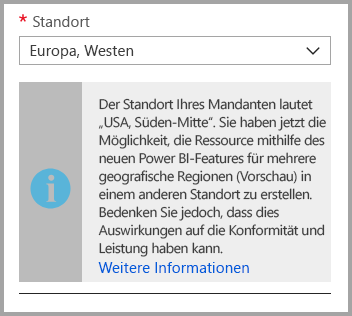 * Standort
Europa, Westen
Der Standort Ihres Mandanten lautet
„USA, Süden-Mitte“. Sie haben jetzt die
Möglichkeit, die Ressource mithilfe des
neuen Power BI-Features für mehrere
geografische Regionen (Vorschau) in
einem anderen Standort zu erstellen.
Bedenken Sie jedoch, dass dies
Auswirkungen auf die Konformität und
Leistung haben kann.
Weitere Informationen